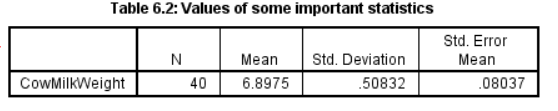 Table 6.2: Values of some important statistics
N Mean Std. Deviation Std. Error Mean
CowMilkWeight 40 6.8975 .50832 .08037